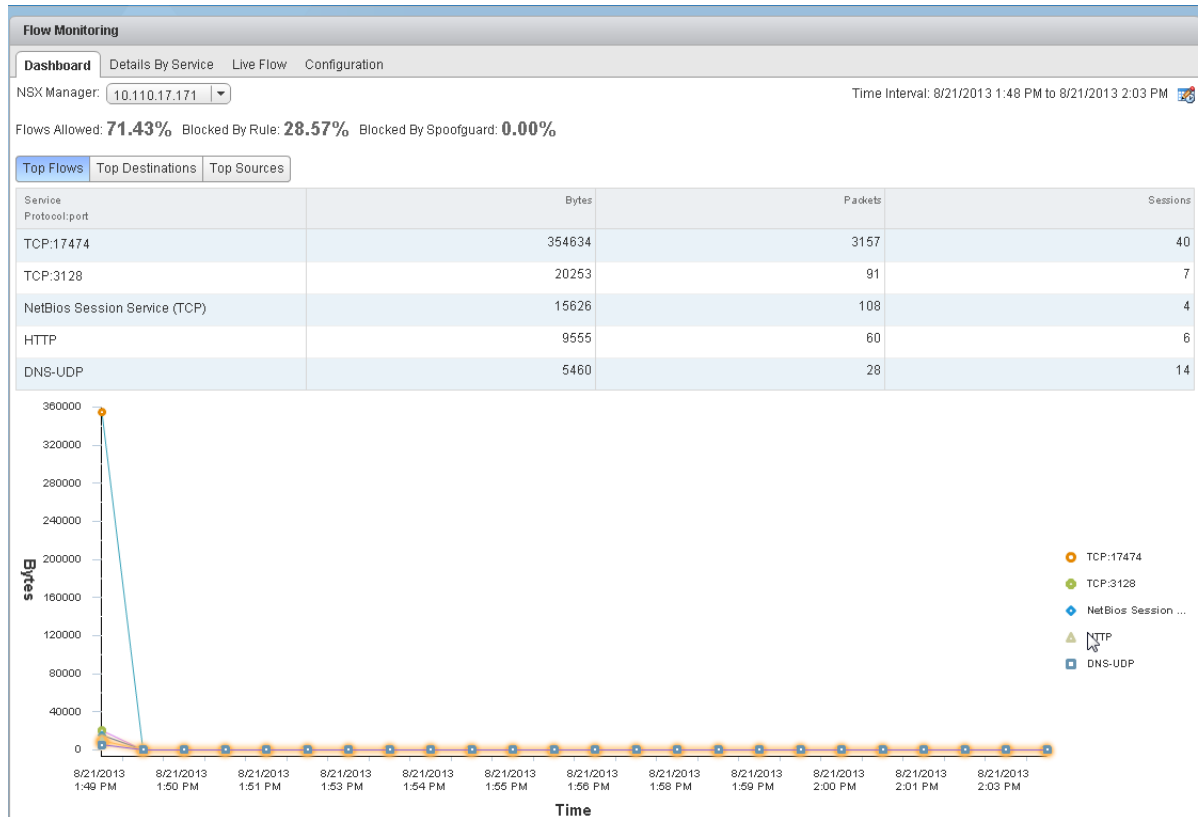 Flow Monitoring
Dashboard Details By Service Live Flow Configuration
NSX Manager: 10.110.17.171 Time Interval: 8/21/2013 1:48 PM to 8/21/2013 2:03 PM
Flows Allowed: 71.43% Blocked By Rule: 28.57% Blocked By Spoofguard: 0.00%
Top Flows Top Destinations Top Sources
Service Bytes Packets Sessions
Protocol:port
TCP:17474 354634 3157 40
TCP:3128 20253 91 7
NetBios Session Service (TCP) 15626 108 4
HTTP 9555 60 6
DNS-UDP 5460 28 14
360000
320000
280000
240000
200000
160000
120000
80000
40000
0
Bytes
TCP:17474
TCP:3128
NetBios Session ...
HTTP
DNS-UDP
8/21/2013 8/21/2013 8/21/2013 8/21/2013 8/21/2013 8/21/2013 8/21/2013 8/21/2013 8/21/2013 8/21/2013 8/21/2013 8/21/2013
1:49 PM 1:50 PM 1:51 PM 1:53 PM 1:54 PM 1:55 PM 1:56 PM 1:58 PM 1:59 PM 2:00 PM 2:01 PM 2:03 PM
Time